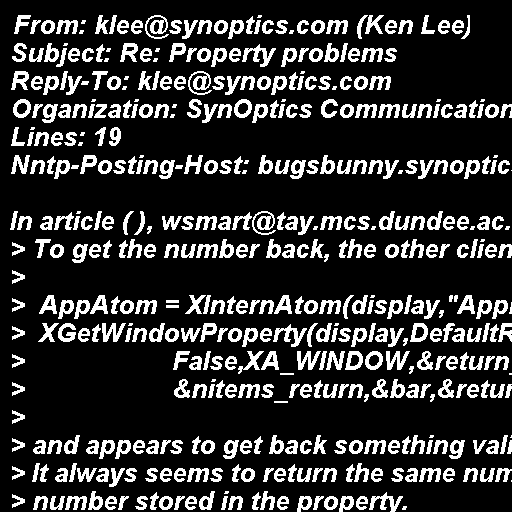 From: klee@synoptics.com (Ken Lee)
Subject: Re: Property problems
Reply-To: klee@synoptics.com
Organization: SynOptics Communication
Lines: 19
Nntp-Posting-Host: bugsbunny.synoptic
In article ( ), wsmart@tay.mcs.dundee.ac.
> To get the number back, the other clien
>
>  AppAtom = XInternAtom(display,"App
>  XGetWindowProperty(display,DefaultR
>                     False,XA_WINDOW,&return_
>                     &nitems_return,&bar,&retur
>
> and appears to get back something vali
> It always seems to return the same num
> number stored in the property.